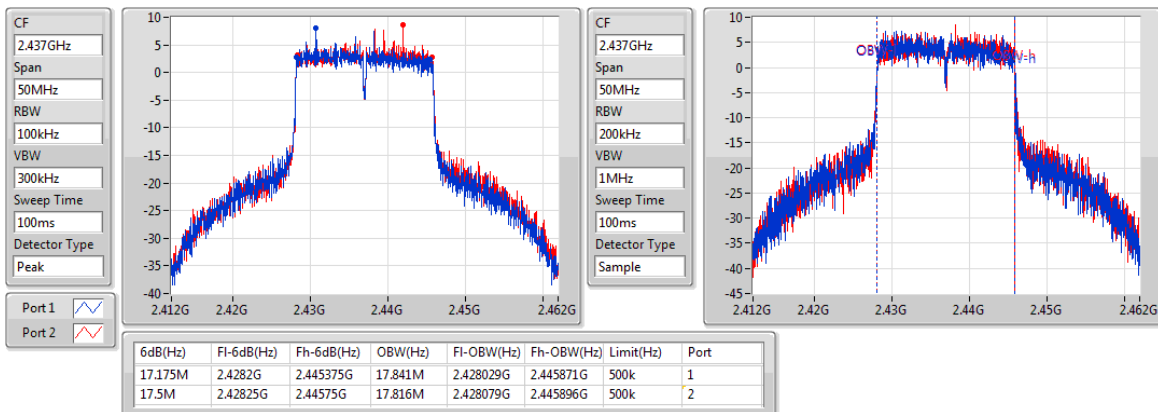 CF
2.437GHz
Span
50MHz
RBW
100kHz
VBW
300kHz
Sweep Time
100ms
Detector Type
Peak
Port 1
Port 2
10
5
0
-5
-10
-15
-20
-25
-30
-35
-40
2.412G 2.42G 2.43G 2.44G 2.45G 2.462G
CF
2.437GHz
Span
50MHz
RBW
200kHz
VBW
1MHz
Sweep Time
100ms
Detector Type
Sample
10
5
0
-5
-10
-15
-20
-25
-30
-35
-40
-45
2.412G 2.42G 2.43G 2.44G 2.45G 2.462G
6dB(Hz) Fl-6dB(Hz) Fh-6dB(Hz) OBW(Hz) Fl-OBW(Hz) Fh-OBW(Hz) Limit(Hz) Port
17.175M 2.4282G 2.445375G 17.841M 2.428029G 2.445871G 500k 1
17.5M 2.42825G 2.44575G 17.816M 2.428079G 2.445896G 500k 2